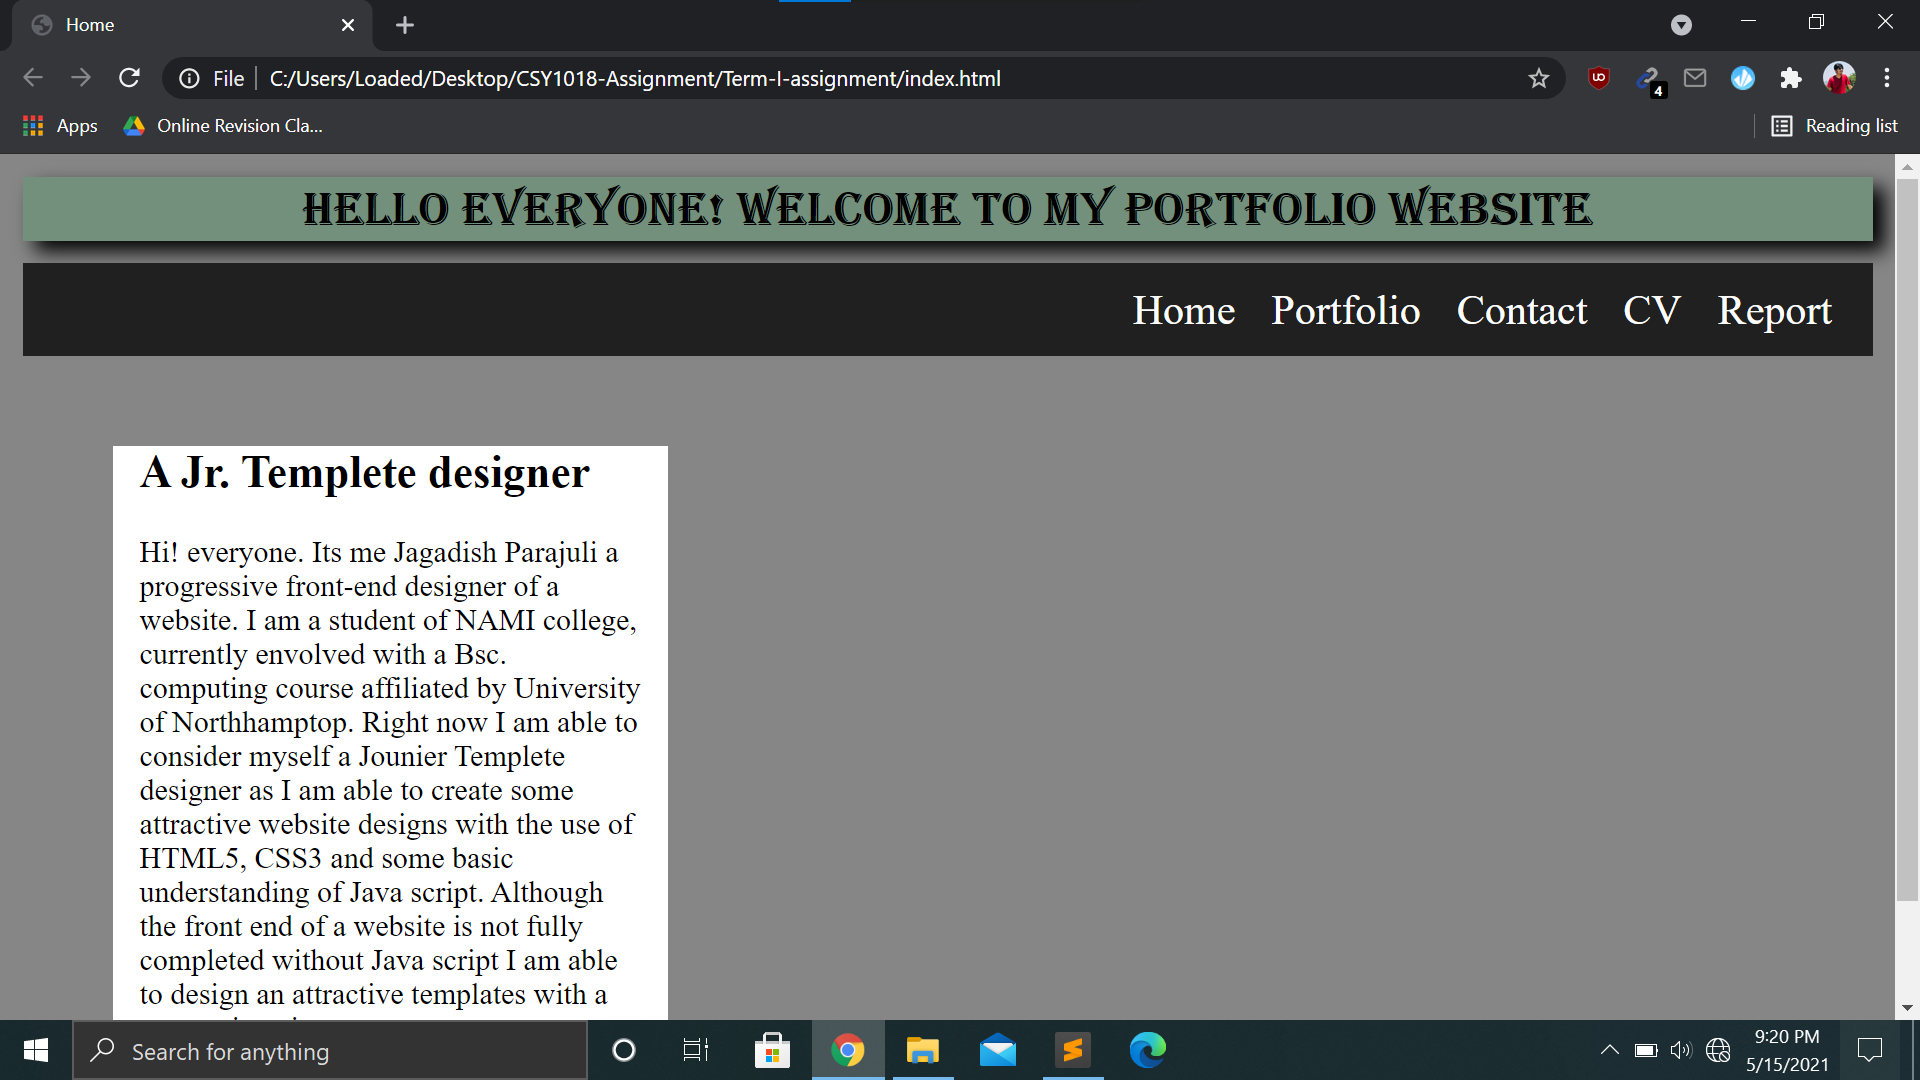 Home
File
C:/Users/Loaded/Desktop/CSY1018-Assignment/Term-I-assignment/index.html
4
Apps
Online Revision Cla...
Reading list
HELLO EVERYONE! WELCOME TO MY PORTFOLIO WEBSITE
Home Portfolio Contact CV Report
A Jr. Templete designer
Hi! everyone. Its me Jagadish Parajuli a
progressive front-end designer of a
website. I am a student of NAMI college,
currently envolved with a Bsc.
computing course affiliated by University
of Northhamptop. Right now I am able to
consider myself a Jounier Templete
designer as I am able to create some
attractive website designs with the use of
HTML5, CSS3 and some basic
understanding of Java script. Although
the front end of a website is not fully
completed without Java script I am able
to design an attractive templates with a
Search for anything
9:20 PM
5/15/2021